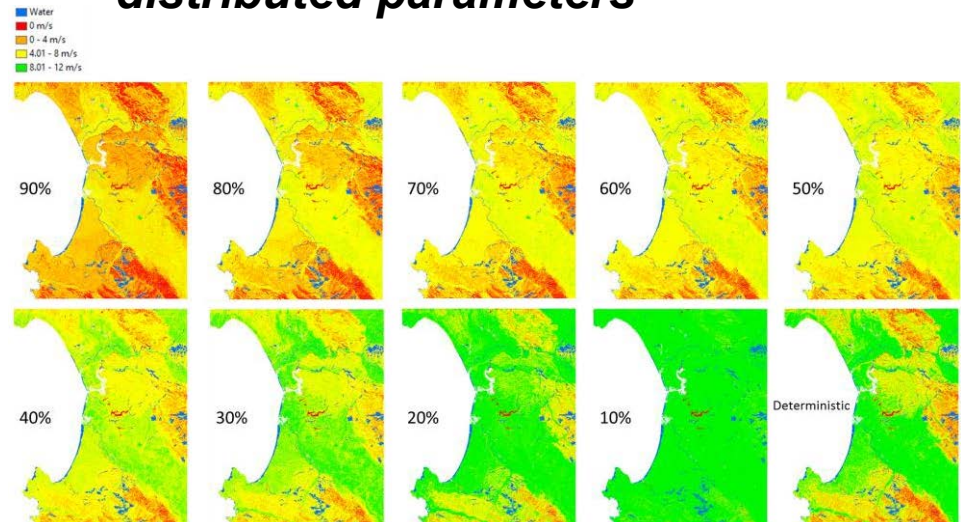 distributed parameters
Water
0 m/s
0 - 4 m/s
4.01 - 8 m/s
8.01 - 12 m/s
90%
80%
70%
60%
50%
40%
30%
20%
10%
Deterministic